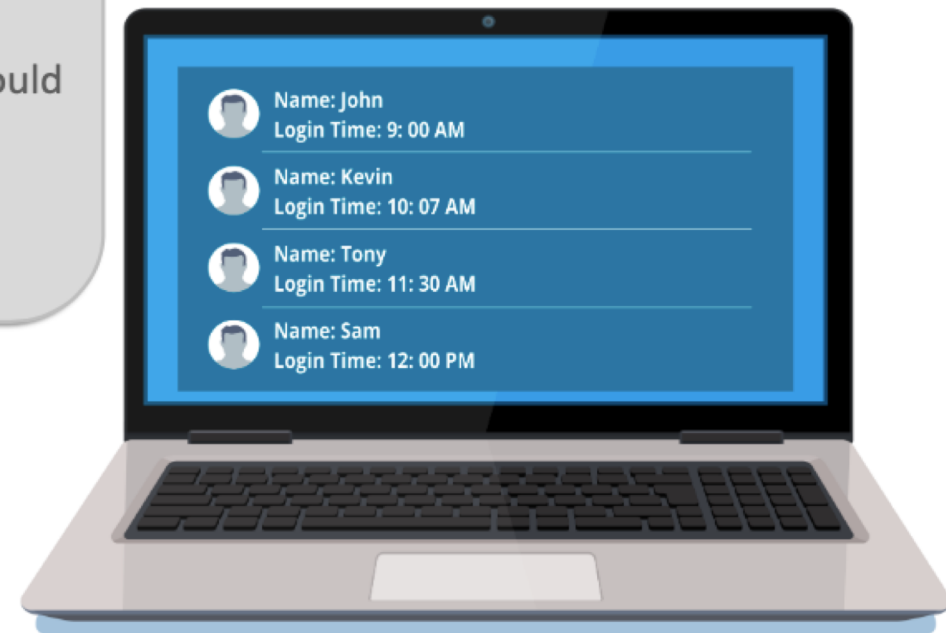 Name: John
Login Time: 9: 00 AM
Name: Kevin
Login Time: 10: 07 AM
Name: Tony
Login Time: 11: 30 AM
Name: Sam
Login Time: 12: 00 PM